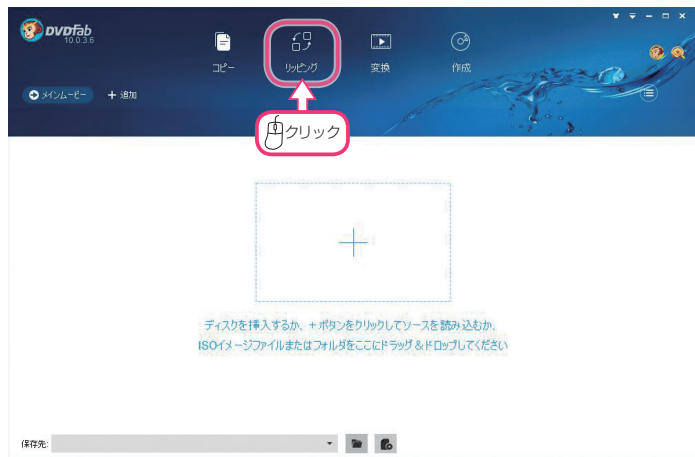 DVDFab
10.0.3.6
コピー
リッピング
変換
作成
メインムービー
追加
クリック
ディスクを挿入するか、+ボタンをクリックしてソースを読み込むか、
ISOイメージファイルまたはフォルダをここにドラッグ&ドロップしてください
保存先: